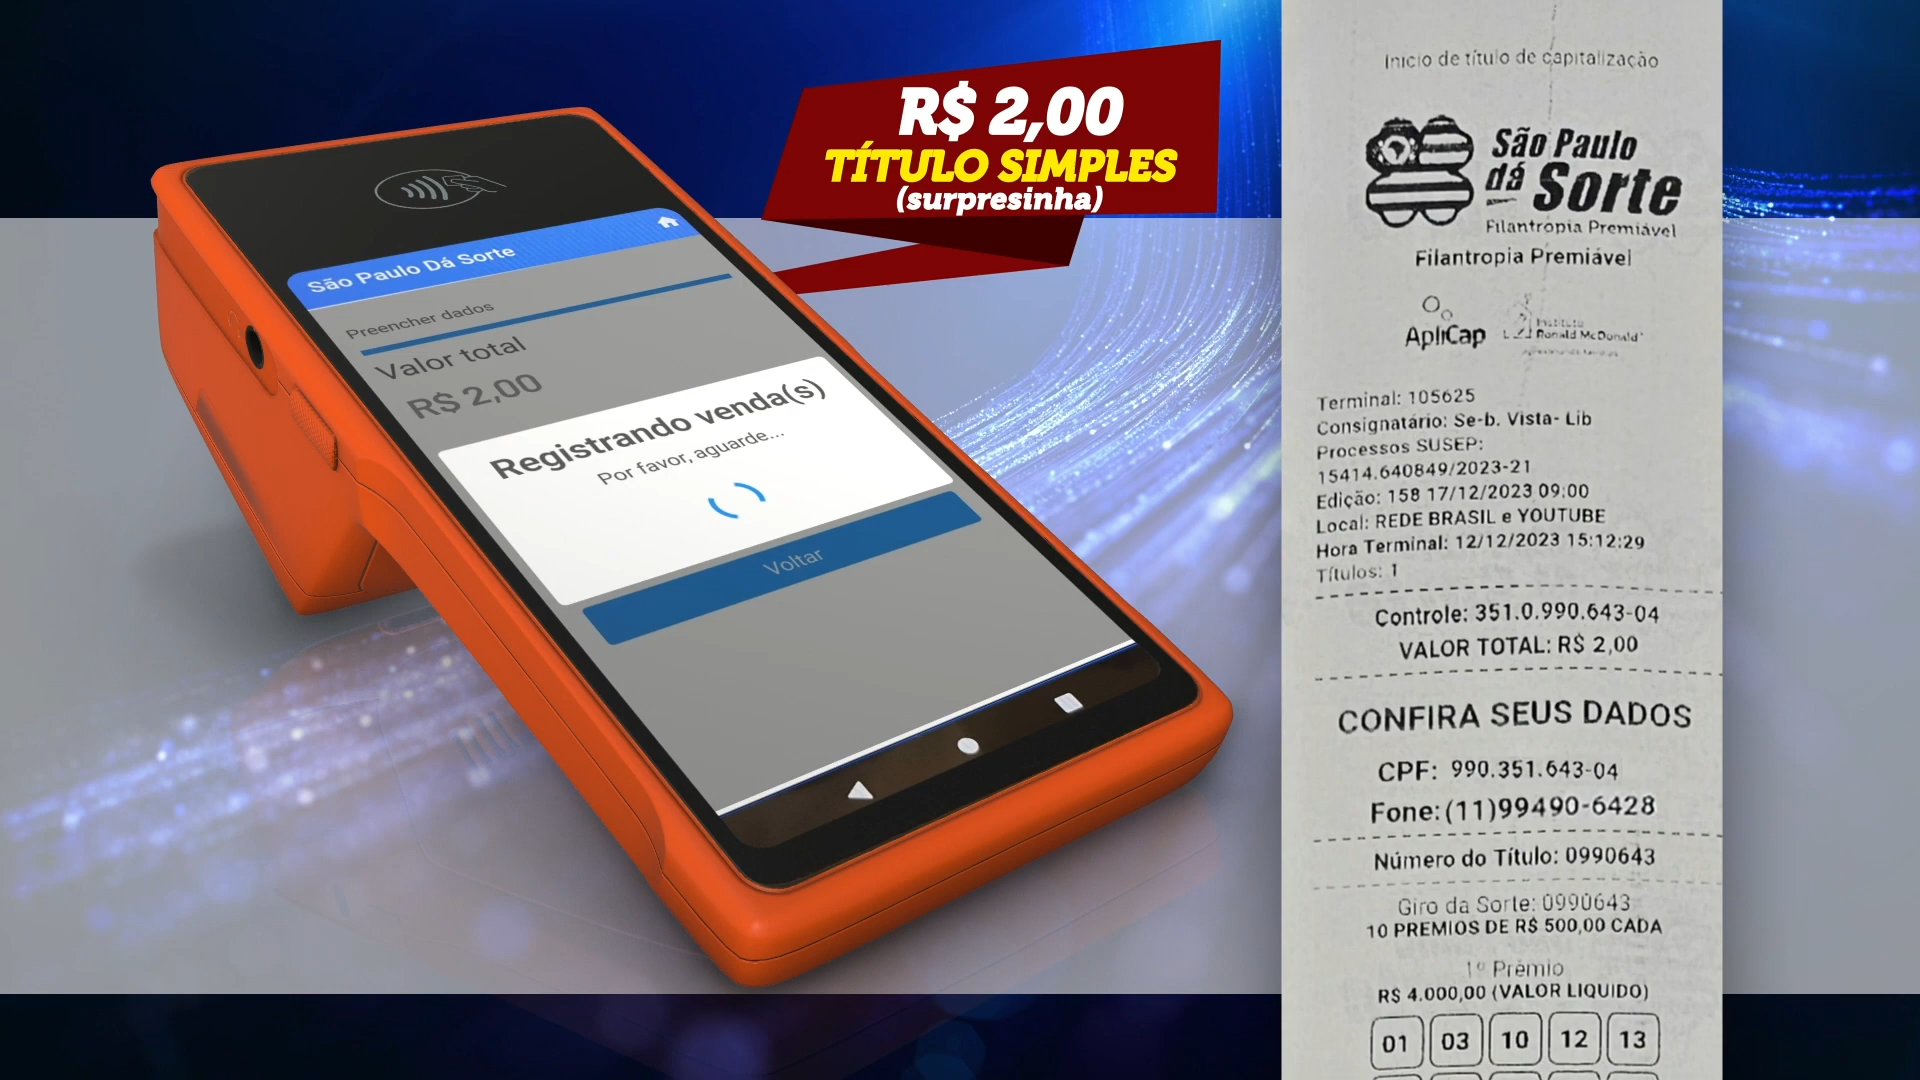 R$ 2,00
TÍTULO SIMPLES
(surpresinha)
São Paulo Dá Sorte
Preencher dados
Valor total
R$ 2,00
Registrando venda(s)
Por favor, aguarde...
Voltar
Início de título de capitalização
São Paulo
dá Sorte
Filantropia Premiável
Filantropia Premiável
ApliCap
Instituto
Ronald McDonald
Terminal: 105625
Consignatário: Se-b. Vista- Lib
Processos SUSEP:
15414.640849/2023-21
Edição: 158 17/12/2023 09:00
Local: REDE BRASIL e YOUTUBE
Hora Terminal: 12/12/2023 15:12:29
Títulos: 1
Controle: 351.0.990.643-04
VALOR TOTAL: R$ 2,00
CONFIRA SEUS DADOS
CPF: 990.351.643-04
Fone: (11)99490-6428
Número do Título: 0990643
Giro da Sorte: 0990643
10 PREMIOS DE R$ 500,00 CADA
1º Prêmio
R$ 4.000,00 (VALOR LIQUIDO)
01 03 10 12 13